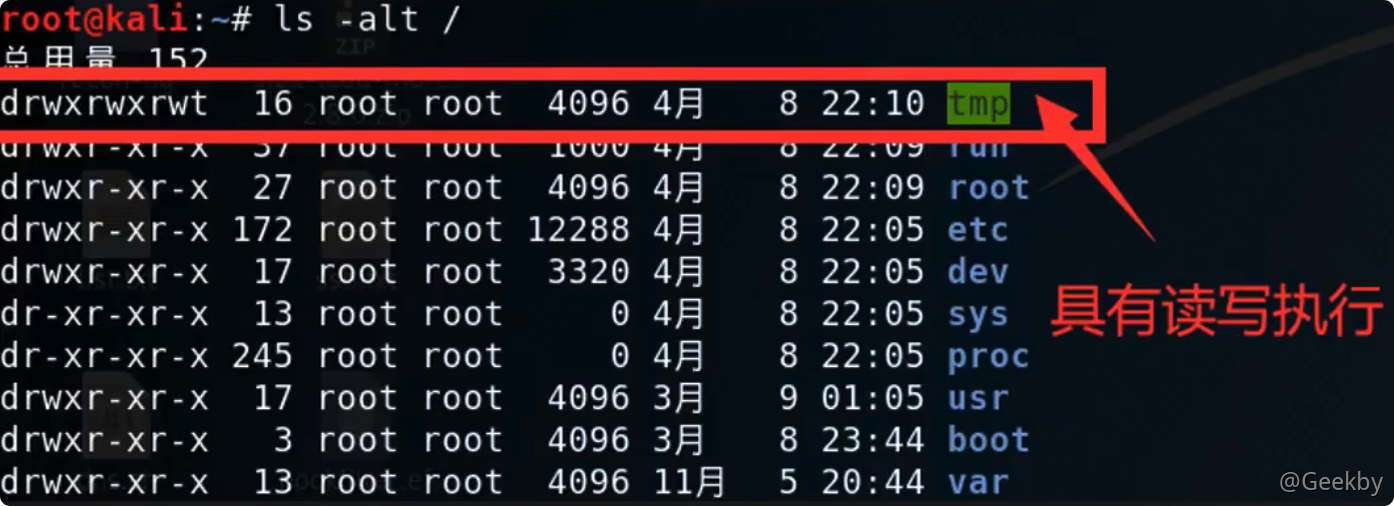 root@kali:~# ls -alt /
总用量 152
drwxrwxrwt 16 root root 4096 4月 8 22:10 tmp
drwxr-xr-x 37 root root 1000 4月 8 22:09 run
drwxr-xr-x 27 root root 4096 4月 8 22:09 root
drwxr-xr-x 172 root root 12288 4月 8 22:05 etc
drwxr-xr-x 17 root root 3320 4月 8 22:05 dev
dr-xr-xr-x 13 root root 0 4月 8 22:05 sys
具有读写执行
dr-xr-xr-x 245 root root 0 4月 8 22:05 proc
drwxr-xr-x 17 root root 4096 3月 9 01:05 usr
drwxr-xr-x 3 root root 4096 3月 8 23:44 boot
drwxr-xr-x 13 root root 4096 11月 5 20:44 var
@Geekby